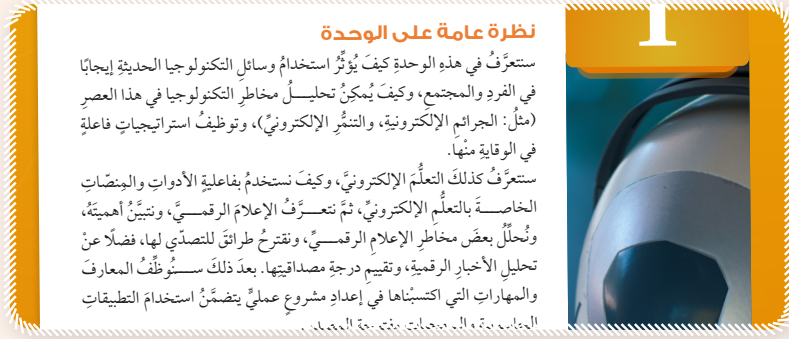 1
نظرة عامة على الوحدة
سنتعرَّفُ في هذهِ الوحدةِ كيفَ يُؤثِّرُ استخدامُ وسائلِ التكنولوجيا الحديثةِ إيجابًا
في الفردِ والمجتمعِ، وكيفَ يُمكِنُ تحليلُ مخاطرِ التكنولوجيا في هذا العصرِ
(مثلُ: الجرائمِ الإلكترونيةِ، والتنمُّرِ الإلكترونيِّ)، وتوظيفُ استراتيجياتٍ فاعلةٍ
في الوقايةِ منْها.
سنتعرَّفُ كذلكَ التعلُّمَ الإلكترونيَّ، وكيفَ نستخدمُ بفاعليةٍ الأدواتِ والمِنصّاتِ
الخاصةَ بالتعلُّمِ الإلكترونيِّ، ثمَّ نتعرَّفُ الإعلامَ الرقميَّ، ونتبيَّنُ أهميتَهُ،
ونُحلِّلُ بعضَ مخاطرِ الإعلامِ الرقميِّ، ونقترحُ طرائقَ للتصدّي لها، فضلًا عنْ
تحليلِ الأخبارِ الرقميةِ، وتقييمِ درجةِ مصداقيتِها. بعدَ ذلكَ سنُوظِّفُ المعارفَ
والمهاراتِ التي اكتسبْناها في إعدادِ مشروعٍ عمليٍّ يتضمَّنُ استخدامَ التطبيقاتِ